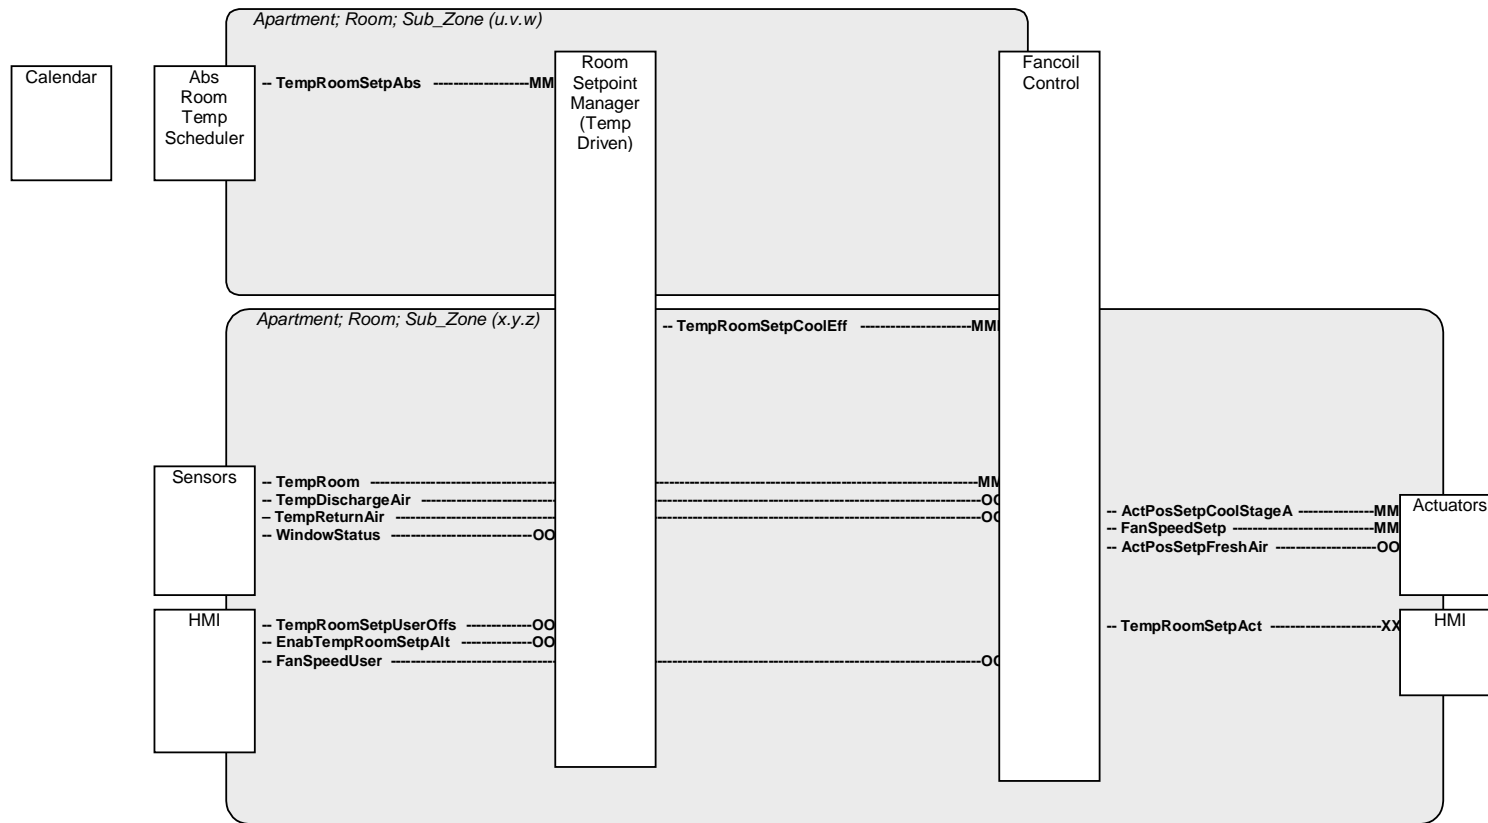 Apartment; Room; Sub_Zone (u.v.w)
Calendar
Abs
Room
Temp
Scheduler
-- TempRoomSetpAbs -------------------MM
Room
Setpoint
Manager
(Temp
Driven)
Fancoil
Control
Apartment; Room; Sub_Zone (x.y.z)
-- TempRoomSetpCoolEff ----------------------MM
Sensors
-- TempRoom ----------------------MM
-- TempDischargeAir ----------------------OO
-- TempReturnAir ----------------------OO
-- WindowStatus ----------------------------OO
-- ActPosSetpCoolStageA ---------------MM
-- FanSpeedSetp ----------------------------MM
-- ActPosSetpFreshAir --------------------OO
Actuators
HMI
-- TempRoomSetpUserOffs ------------OO
-- EnabTempRoomSetpAlt --------------OO
-- FanSpeedUser ----------------------OO
-- TempRoomSetpAct ----------------------XX
HMI